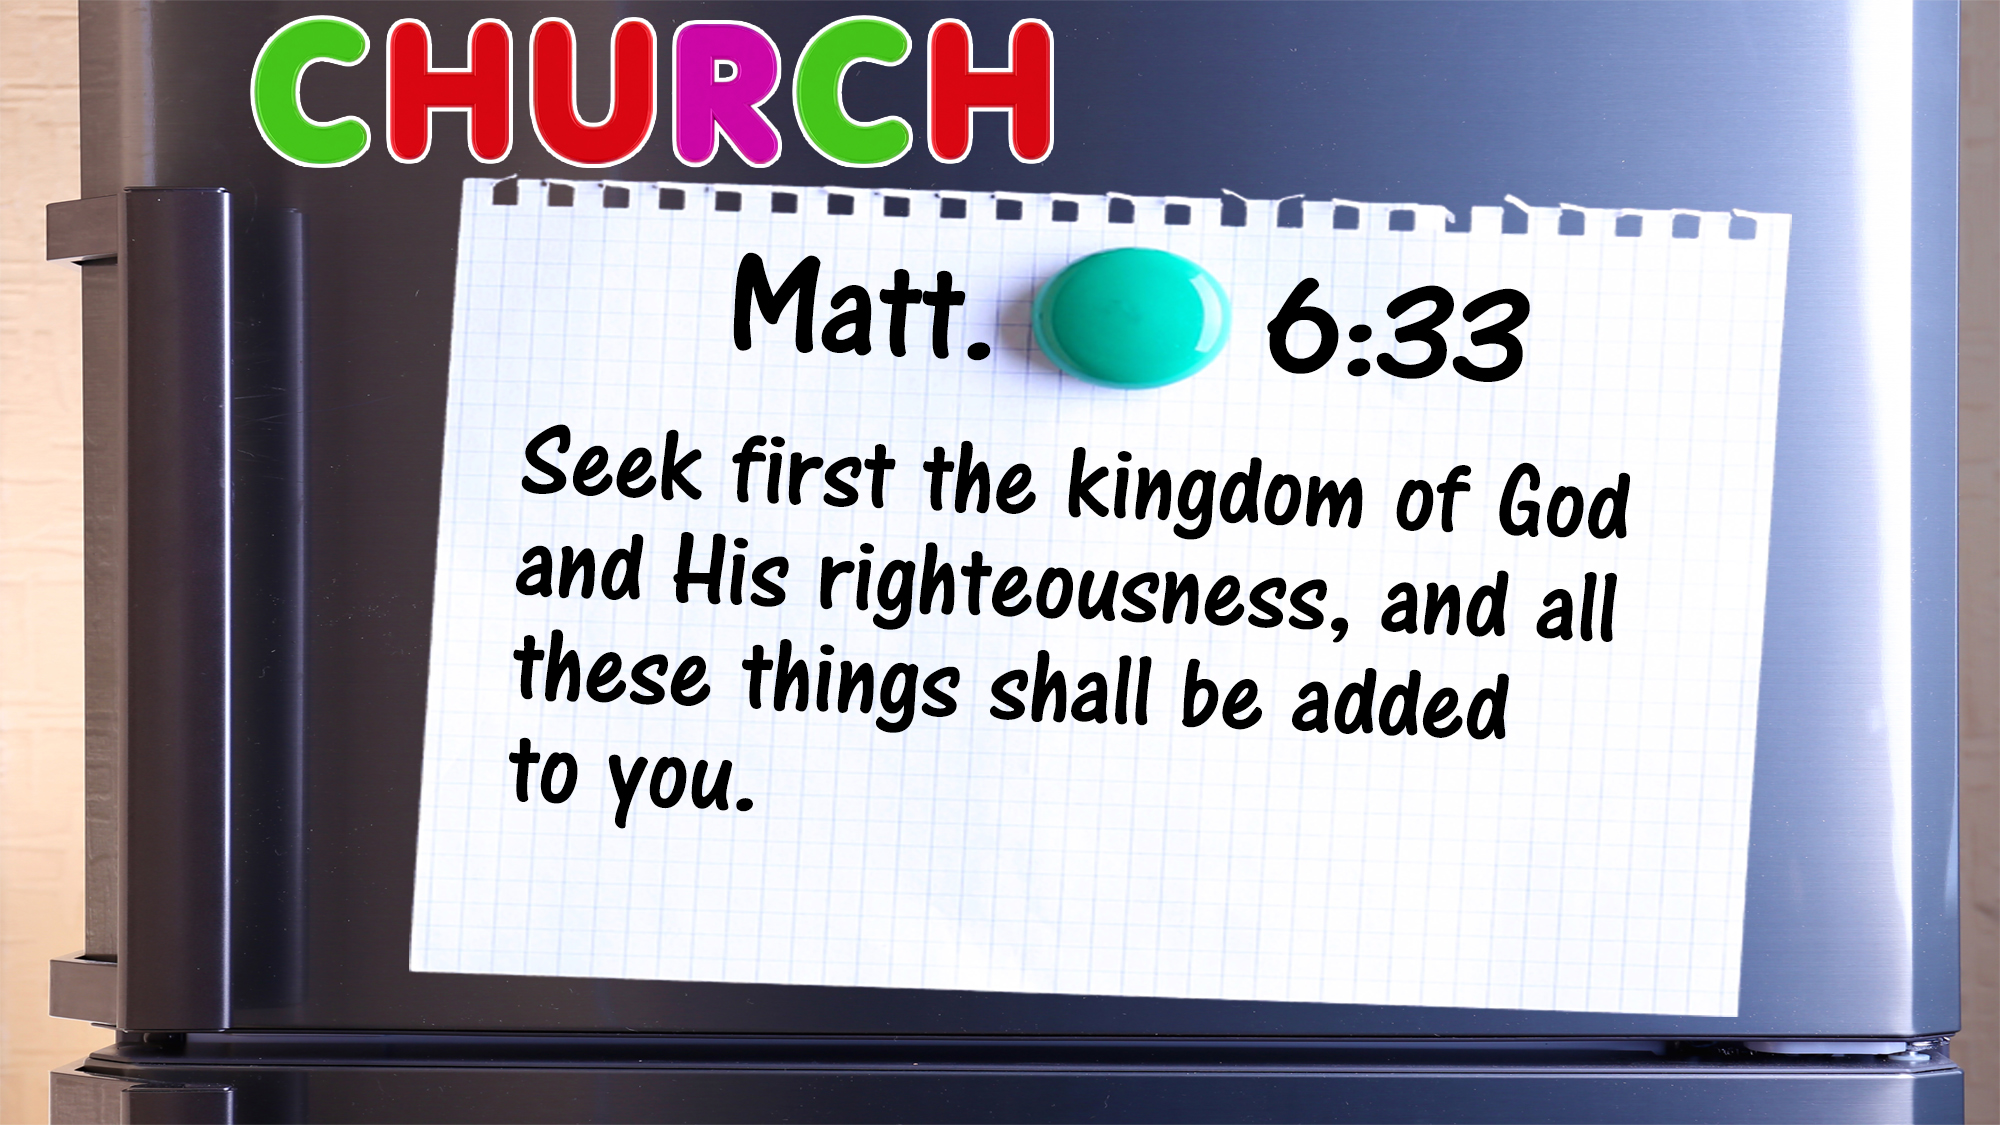 CHURCH
Matt. 6:33
Seek first the kingdom of God
and His righteousness, and all
these things shall be added
to you.